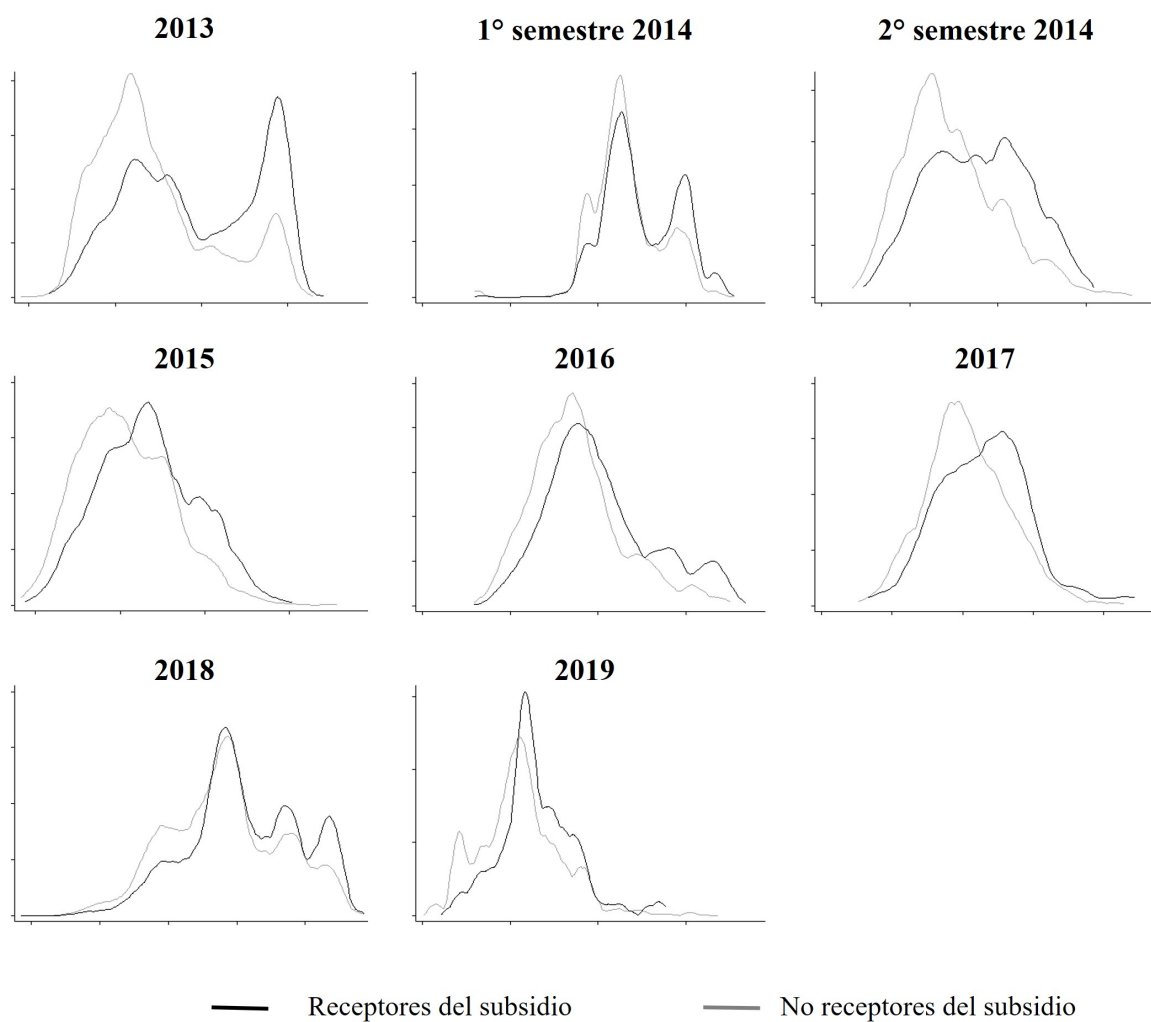 2013
1° semestre 2014
2° semestre 2014
2015
2016
2017
2018
2019
Receptores del subsidio
No receptores del subsidio